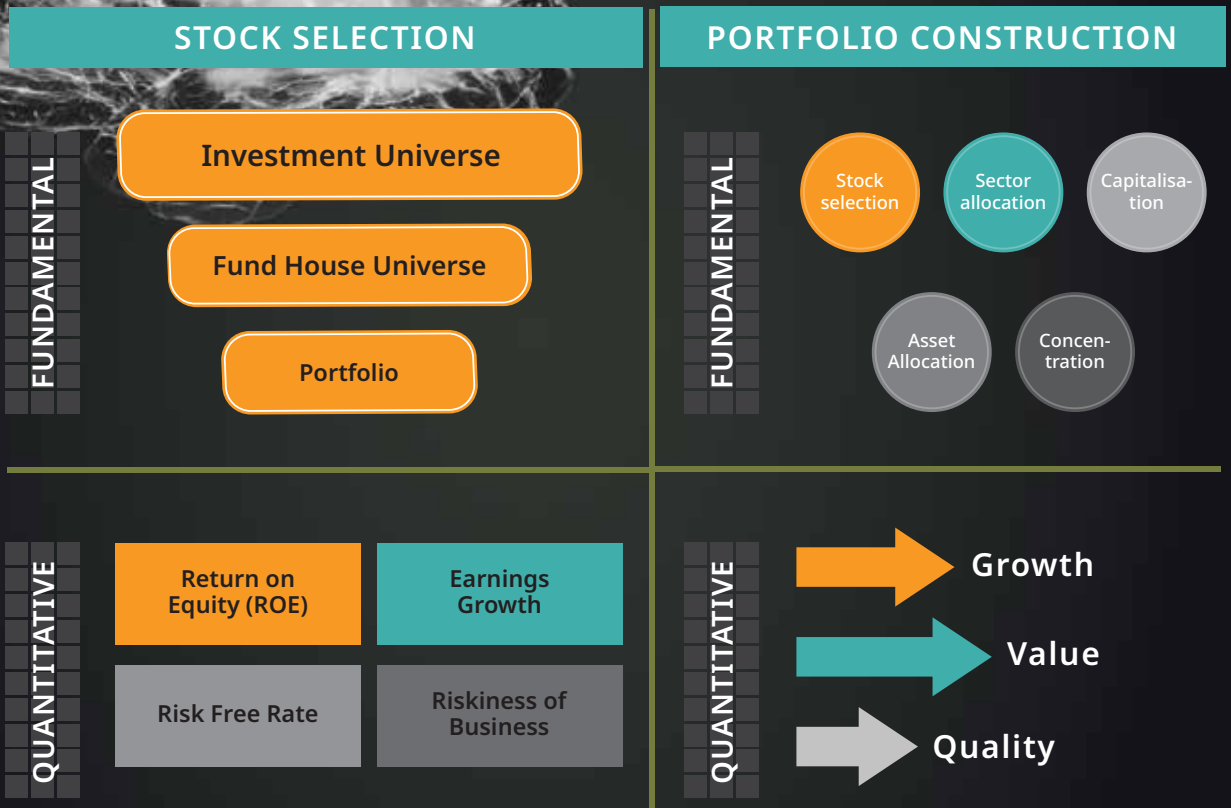 STOCK SELECTION
PORTFOLIO CONSTRUCTION
FUNDAMENTAL
Investment Universe
Fund House Universe
Portfolio
FUNDAMENTAL
Stock
selection
Sector
allocation
Capitalisa-
tion
Asset
Allocation
Concen-
tration
QUANTITATIVE
Return on
Equity (ROE)
Earnings
Growth
Risk Free Rate
Riskiness of
Business
QUANTITATIVE
Growth
Value
Quality